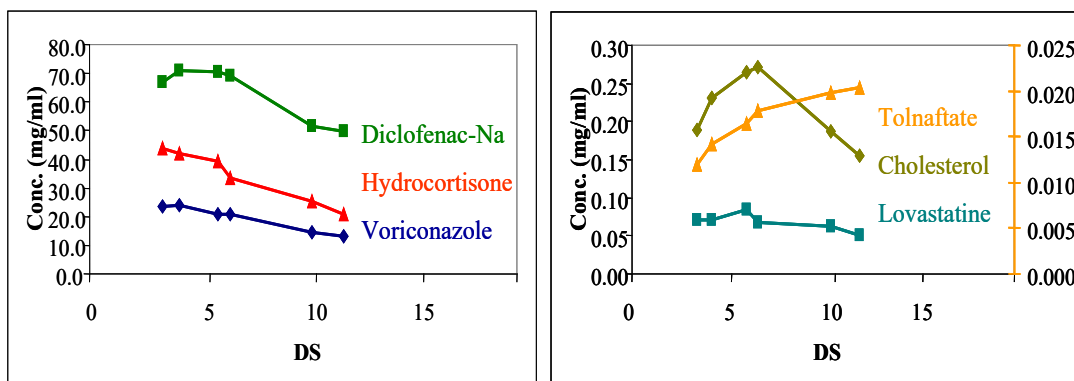 80.0
70.0
60.0
50.0
40.0
30.0
20.0
10.0
0.0
Conc. (mg/ml)
Diclofenac-Na
Hydrocortisone
Voriconazole
0 5 10 15
DS
0.30
0.25
0.20
0.15
0.10
0.05
0.00
Conc. (mg/ml)
Tolnaftate
Cholesterol
Lovastatine
0.025
0.020
0.015
0.010
0.005
0.000
0 5 10 15
DS